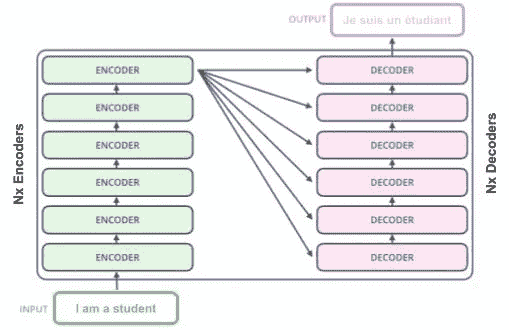 OUTPUT
Je suis un étudiant
ENCODER
ENCODER
ENCODER
ENCODER
ENCODER
ENCODER
Nx Encoders
DECODER
DECODER
DECODER
DECODER
DECODER
DECODER
Nx Decoders
INPUT
I am a student